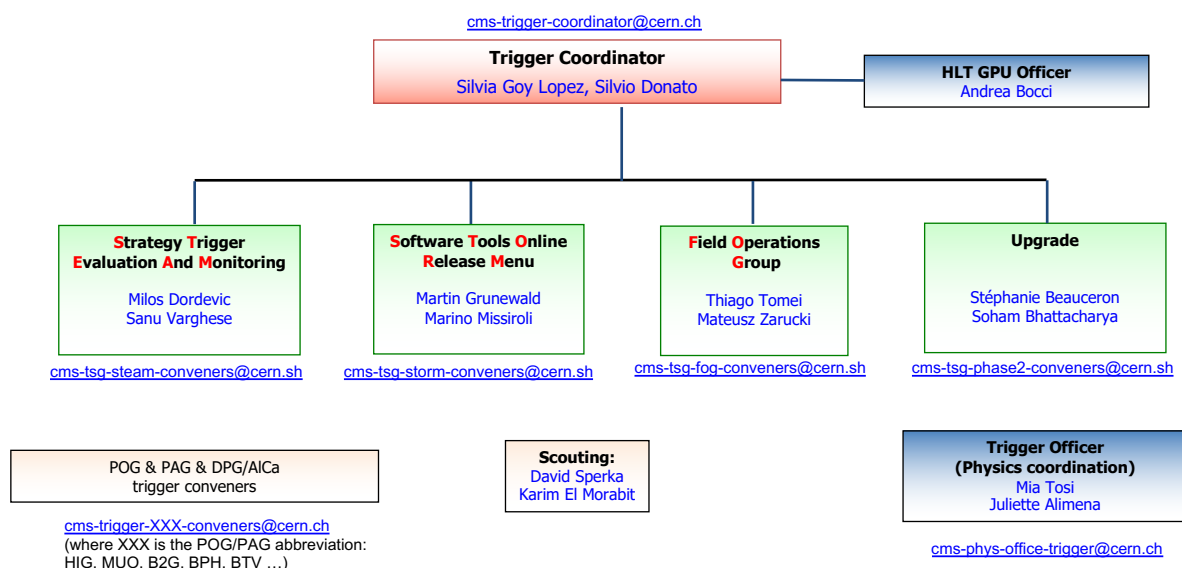 cms-trigger-coordinator@cern.ch
Trigger Coordinator
Silvia Goy Lopez, Silvio Donato
HLT GPU Officer
Andrea Bocci
Strategy Trigger
Evaluation And Monitoring
Milos Dordevic
Sanu Varghese
cms-tsg-steam-conveners@cern.sh
Software Tools Online
Release Menu
Martin Grunewald
Marino Missiroli
cms-tsg-storm-conveners@cern.sh
Field Operations
Group
Thiago Tomei
Mateusz Zarucki
cms-tsg-fog-conveners@cern.sh
Upgrade
Stéphanie Beauceron
Soham Bhattacharya
cms-tsg-phase2-conveners@cern.sh
POG & PAG & DPG/AlCa
trigger conveners
cms-trigger-XXX-conveners@cern.ch
(where XXX is the POG/PAG abbreviation:
HIG, MUO, B2G, BPH, BTV …)
Scouting:
David Sperka
Karim El Morabit
Trigger Officer
(Physics coordination)
Mia Tosi
Juliette Alimena
cms-phys-office-trigger@cern.ch